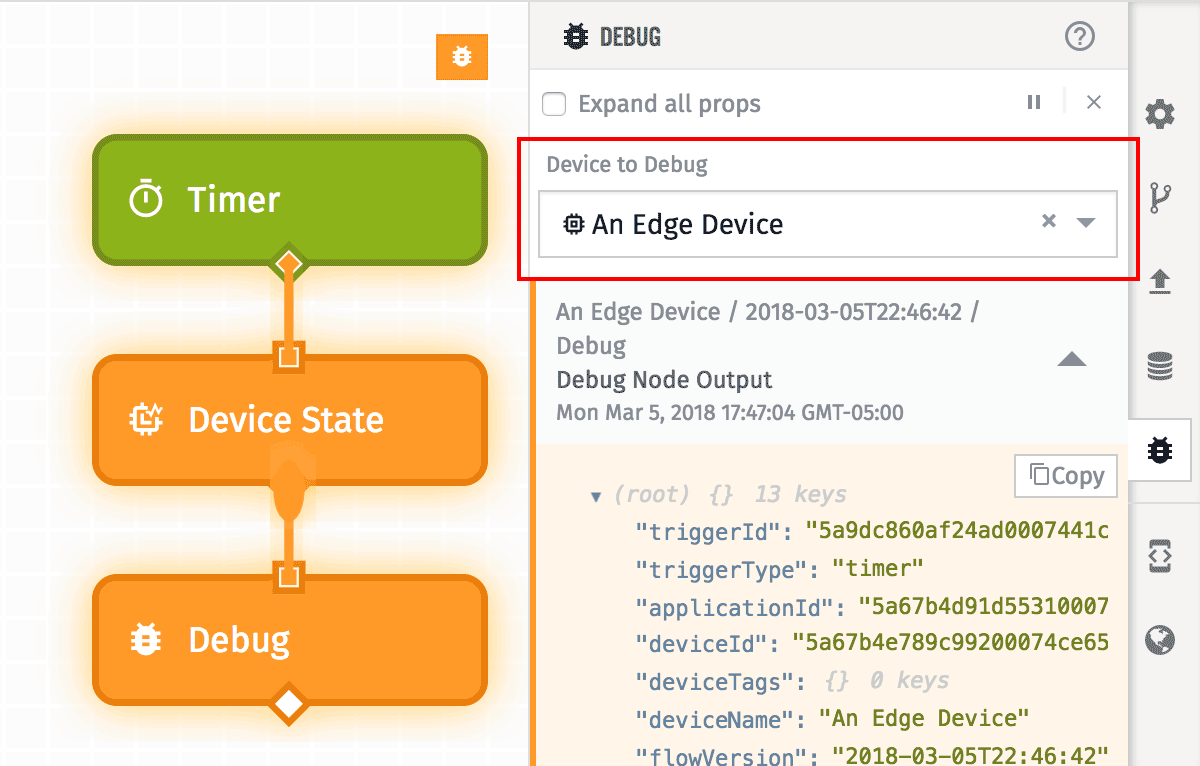 Timer
Device State
Debug
DEBUG
Expand all props
Device to Debug
An Edge Device
An Edge Device / 2018-03-05T22:46:42 /
Debug
Debug Node Output
Mon Mar 5, 2018 17:47:04 GMT-05:00
Copy
(root) {} 13 keys
"triggerId": "5a9dc860af24ad0007441c
"triggerType": "timer"
"applicationId": "5a67b4d91d55310007
"deviceId": "5a67b4e789c99200074ce65
"deviceTags": {} 0 keys
"deviceName": "An Edge Device"
"flowVersion": "2018-03-05T22:46:42"